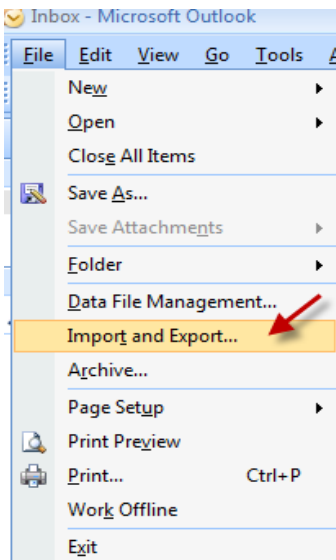 Inbox - Microsoft Outlook
File Edit View Go Tools
New
Open
Close All Items
Save As...
Save Attachments
Folder
Data File Management...
Import and Export...
Archive...
Page Setup
Print Preview
Print... Ctrl+P
Work Offline
Exit